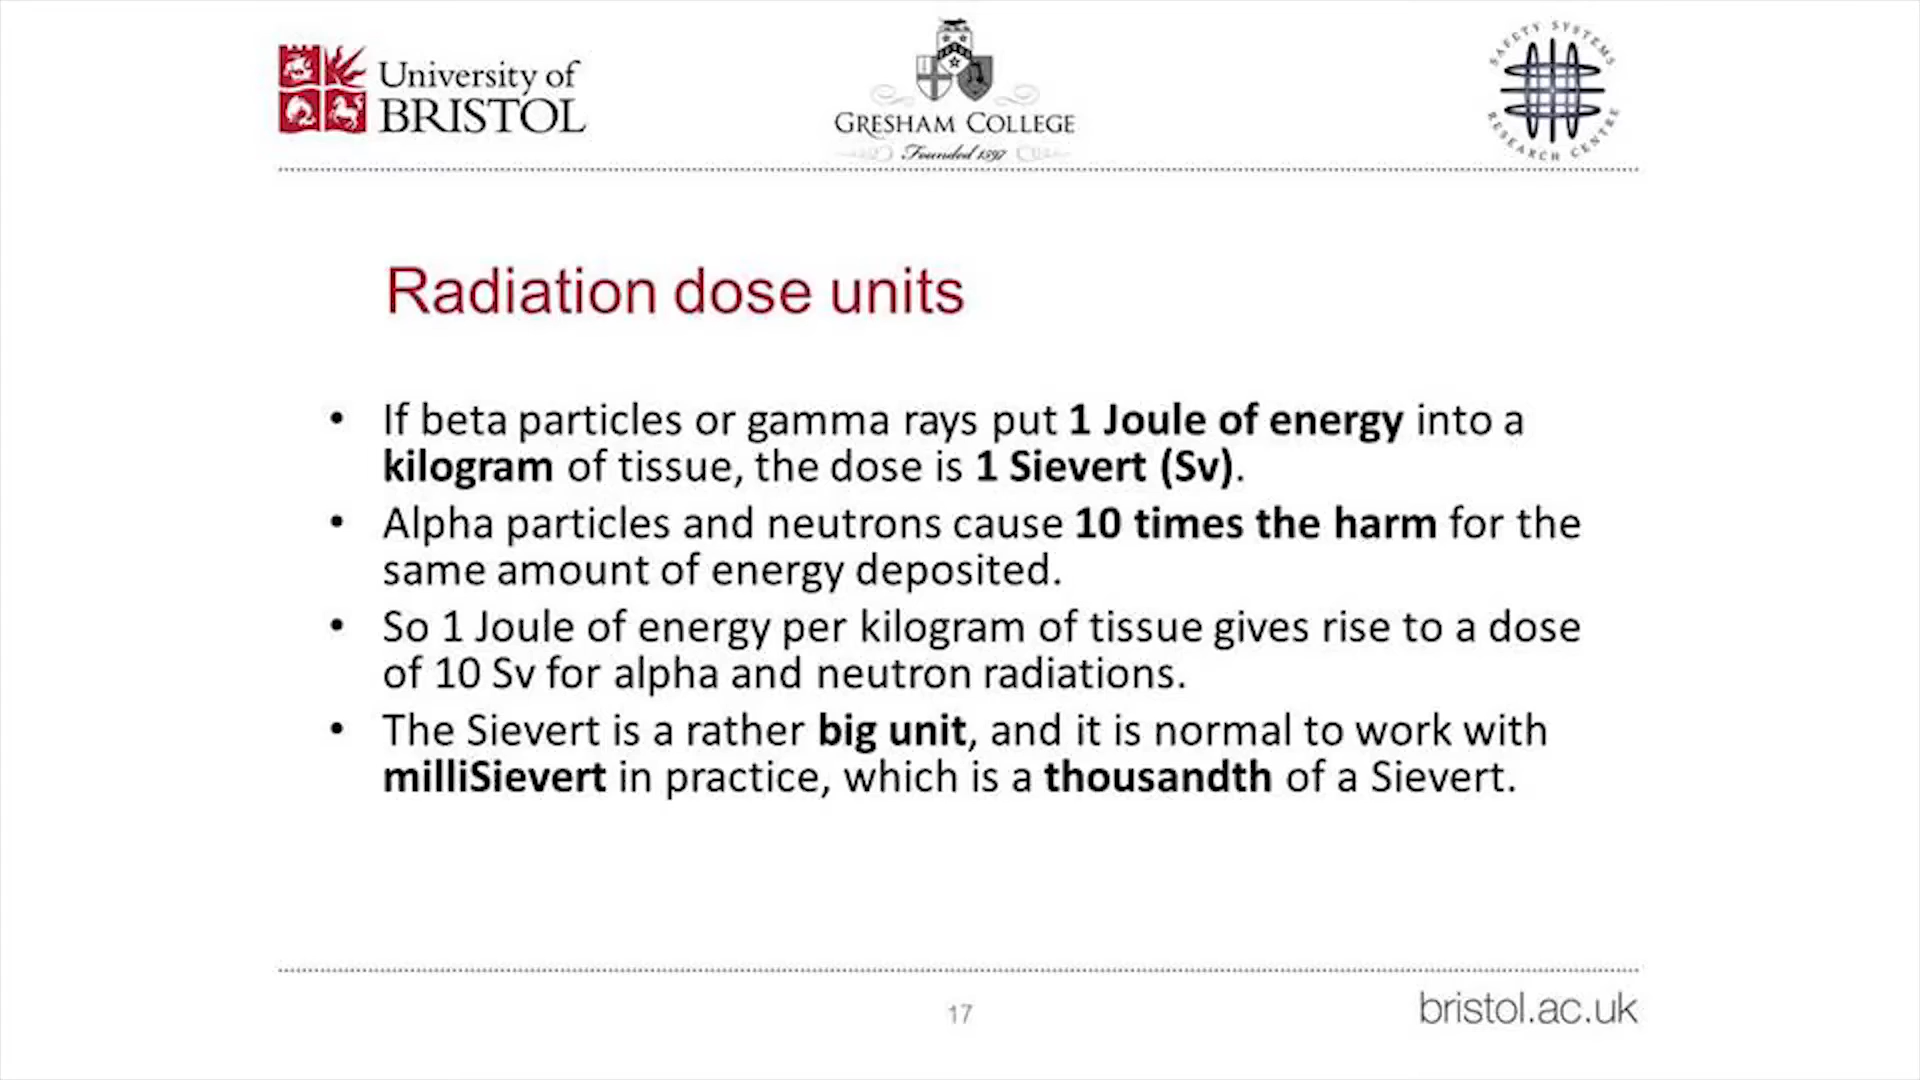 University of
BRISTOL
GRESHAM COLLEGE
Founded 1597
SAFETY SYSTEMS
RESEARCH CENTRE
Radiation dose units
• If beta particles or gamma rays put 1 Joule of energy into a
kilogram of tissue, the dose is 1 Sievert (Sv).
• Alpha particles and neutrons cause 10 times the harm for the
same amount of energy deposited.
• So 1 Joule of energy per kilogram of tissue gives rise to a dose
of 10 Sv for alpha and neutron radiations.
• The Sievert is a rather big unit, and it is normal to work with
milliSievert in practice, which is a thousandth of a Sievert.
17
bristol.ac.uk